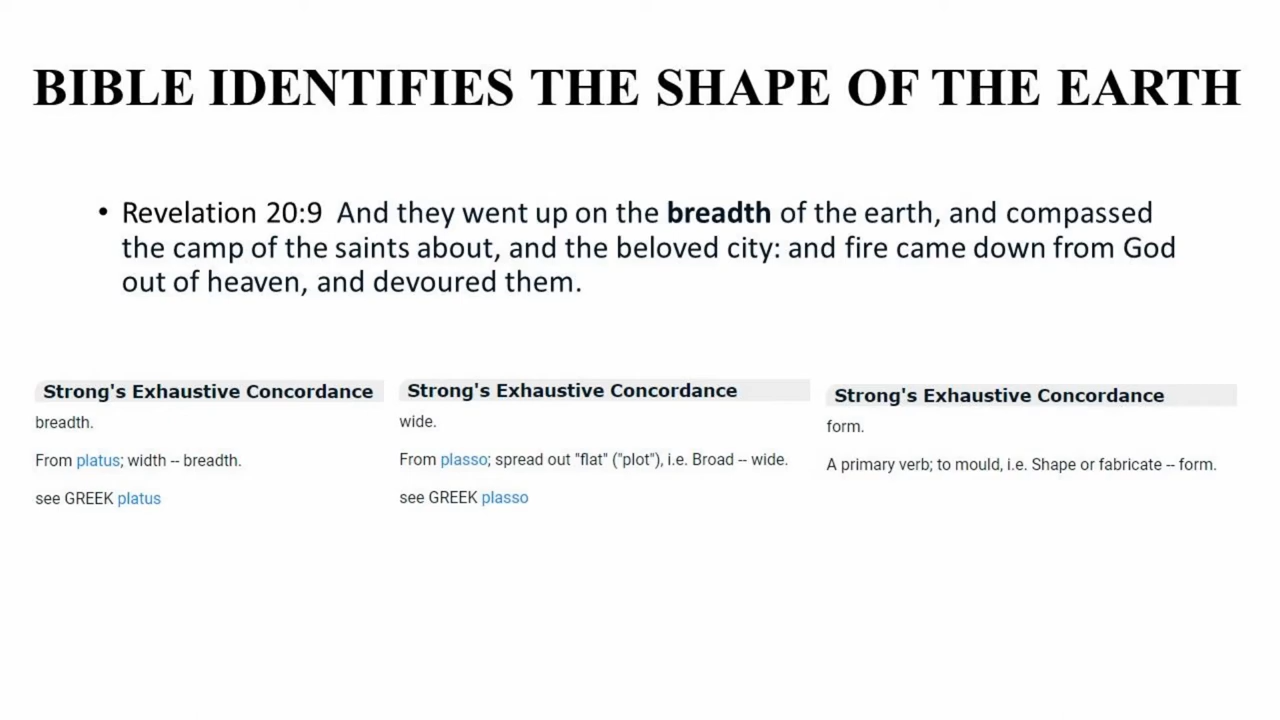 BIBLE IDENTIFIES THE SHAPE OF THE EARTH
• Revelation 20:9 And they went up on the breadth of the earth, and compassed
the camp of the saints about, and the beloved city: and fire came down from God
out of heaven, and devoured them.
Strong's Exhaustive Concordance
breadth.
From platus; width -- breadth.
see GREEK platus
Strong's Exhaustive Concordance
wide.
From plasso; spread out "flat" ("plot"), i.e. Broad -- wide.
see GREEK plasso
Strong's Exhaustive Concordance
form.
A primary verb; to mould, i.e. Shape or fabricate -- form.